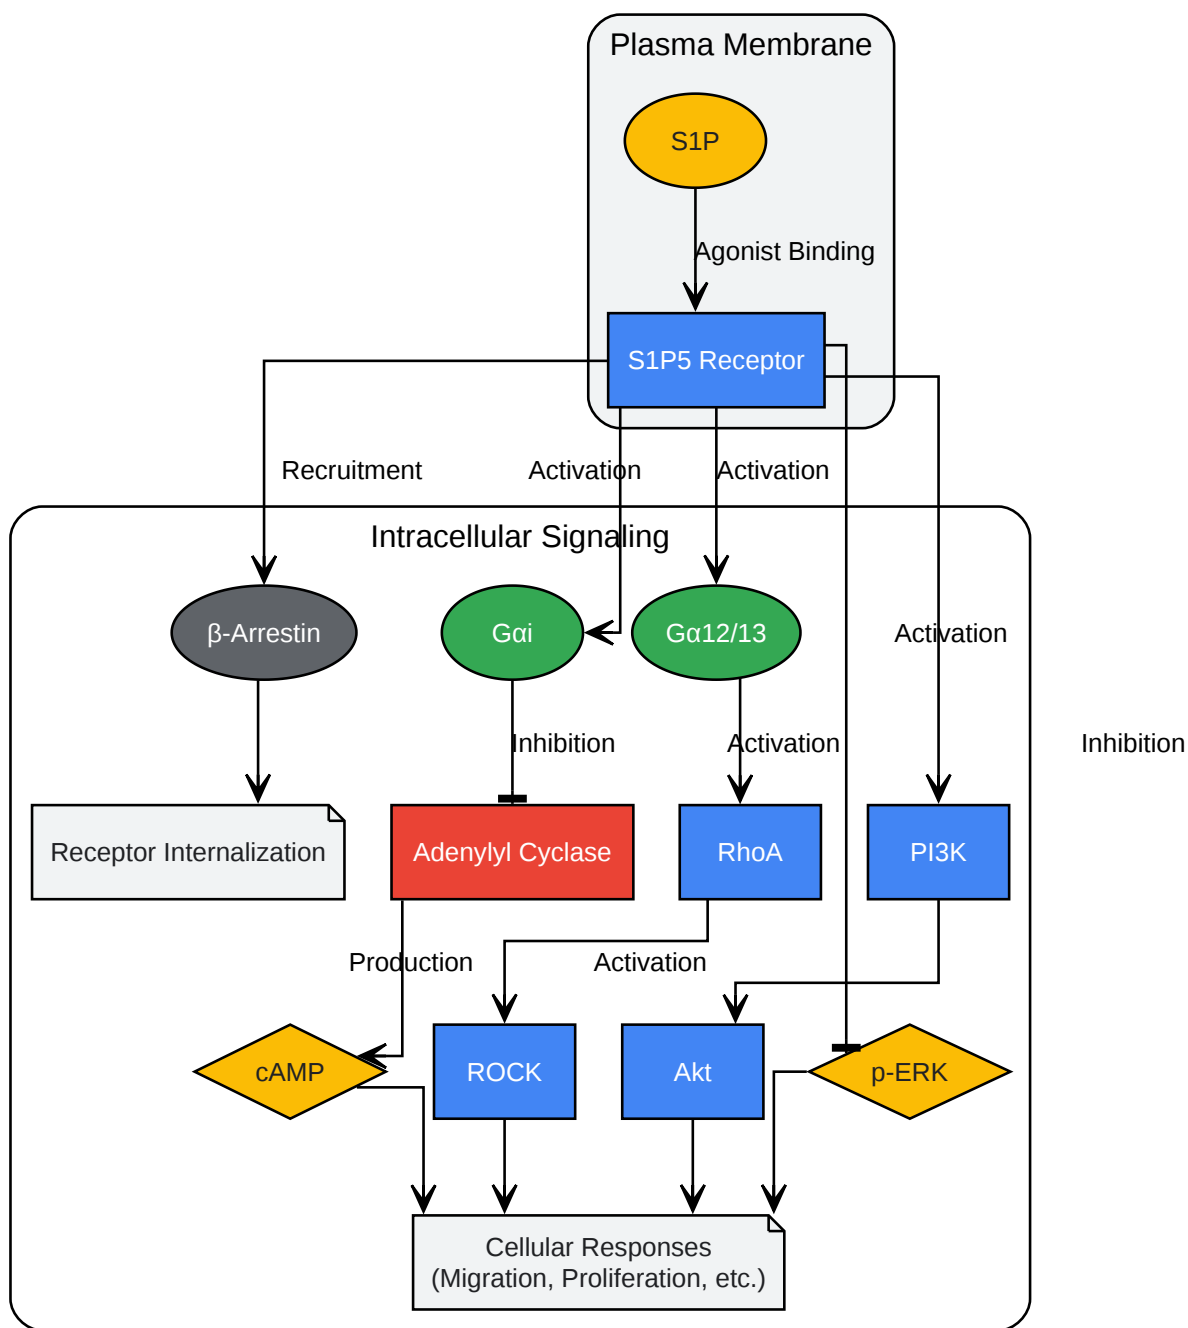 Plasma Membrane
S1P
Agonist Binding
S1P5 Receptor
Recruitment
Activation
Activation
Intracellular Signaling
β-Arrestin
Gαi
Gα12/13
Activation
Inhibition
Activation
Inhibition
Receptor Internalization
Adenylyl Cyclase
RhoA
PI3K
Production
Activation
cAMP
ROCK
Akt
p-ERK
Cellular Responses
(Migration, Proliferation, etc.)